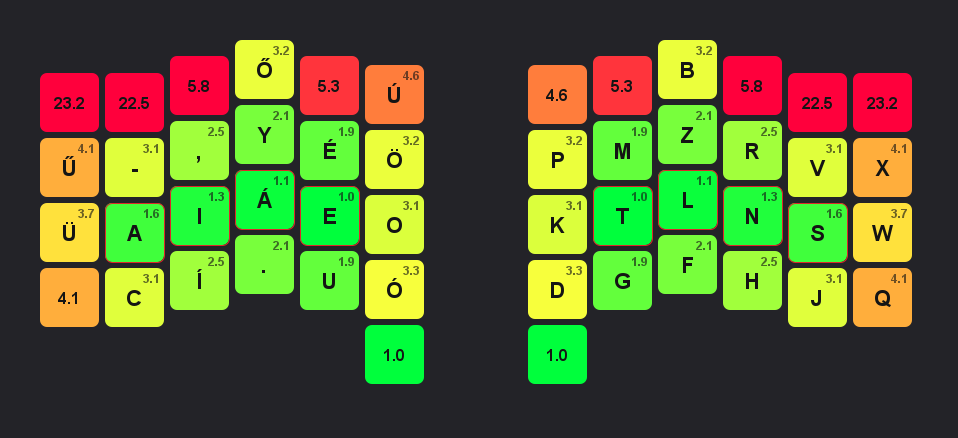 23.2 22.5 5.8 Ő 3.2 5.3 Ú 4.6 4.6 5.3 B 3.2 5.8 22.5 23.2
Ű 4.1 - 3.1 , 2.5 Y 2.1 É 1.9 Ö 3.2 P 3.2 M 1.9 Z 2.1 R 2.5 V 3.1 X 4.1
Ü 3.7 A 1.6 I 1.3 Á 1.1 E 1.0 O 3.1 K 3.1 T 1.0 L 1.1 N 1.3 S 1.6 W 3.7
4.1 C 3.1 Í 2.5 . 2.1 U 1.9 Ó 3.3 D 3.3 G 1.9 F 2.1 H 2.5 J 3.1 Q 4.1
1.0 1.0